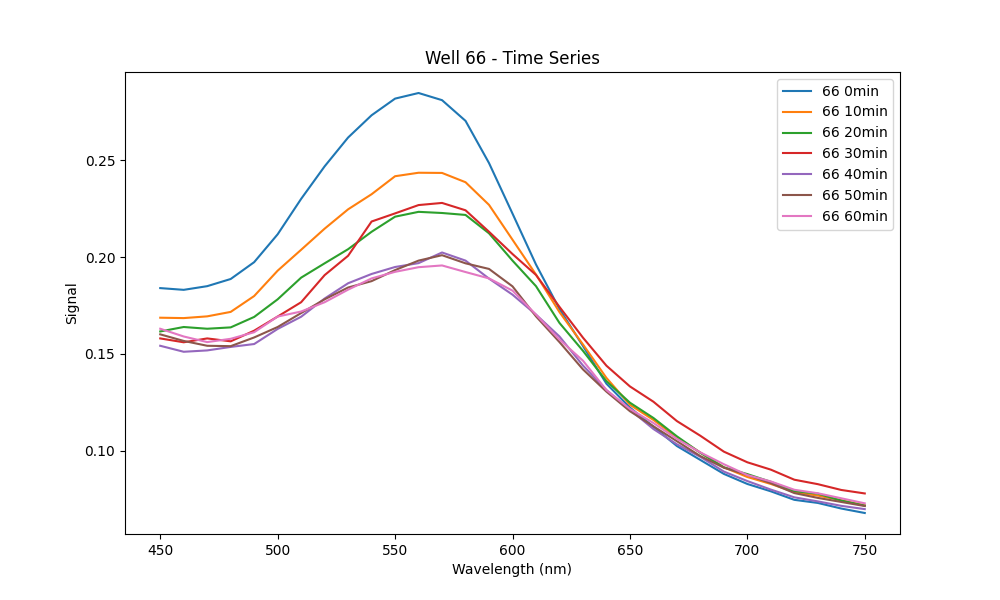 Well 66 - Time Series
66 0min
66 10min
66 20min
66 30min
66 40min
66 50min
66 60min
Signal
0.25
0.20
0.15
0.10
450 500 550 600 650 700 750
Wavelength (nm)